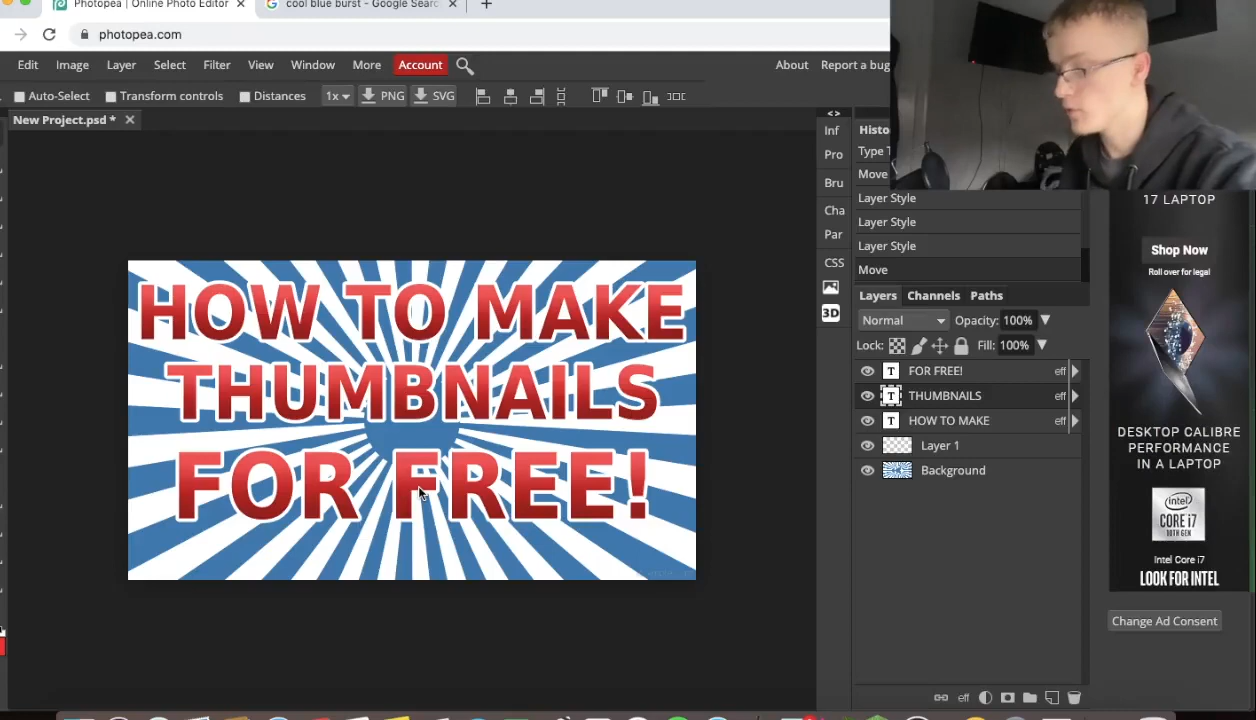 Photopea | Online Photo Editor
cool blue burst - Google Searc
photopea.com
Edit Image Layer Select Filter View Window More Account About Report a bug
Auto-Select Transform controls Distances 1x PNG SVG
New Project.psd *
Inf
Pro
Bru
Cha
Par
CSS
3D
Histo
Type T
Move
Layer Style
Layer Style
Layer Style
Move
Layers Channels Paths
Normal Opacity: 100%
Lock: Fill: 100%
T FOR FREE! eff
T THUMBNAILS eff
T HOW TO MAKE eff
Layer 1
Background
eff
HOW TO MAKE
THUMBNAILS
FOR FREE!
17 LAPTOP
Shop Now
Roll over for legal
DESKTOP CALIBRE
PERFORMANCE
IN A LAPTOP
intel
CORE i7
10TH GEN
Intel Core i7
LOOK FOR INTEL
Change Ad Consent